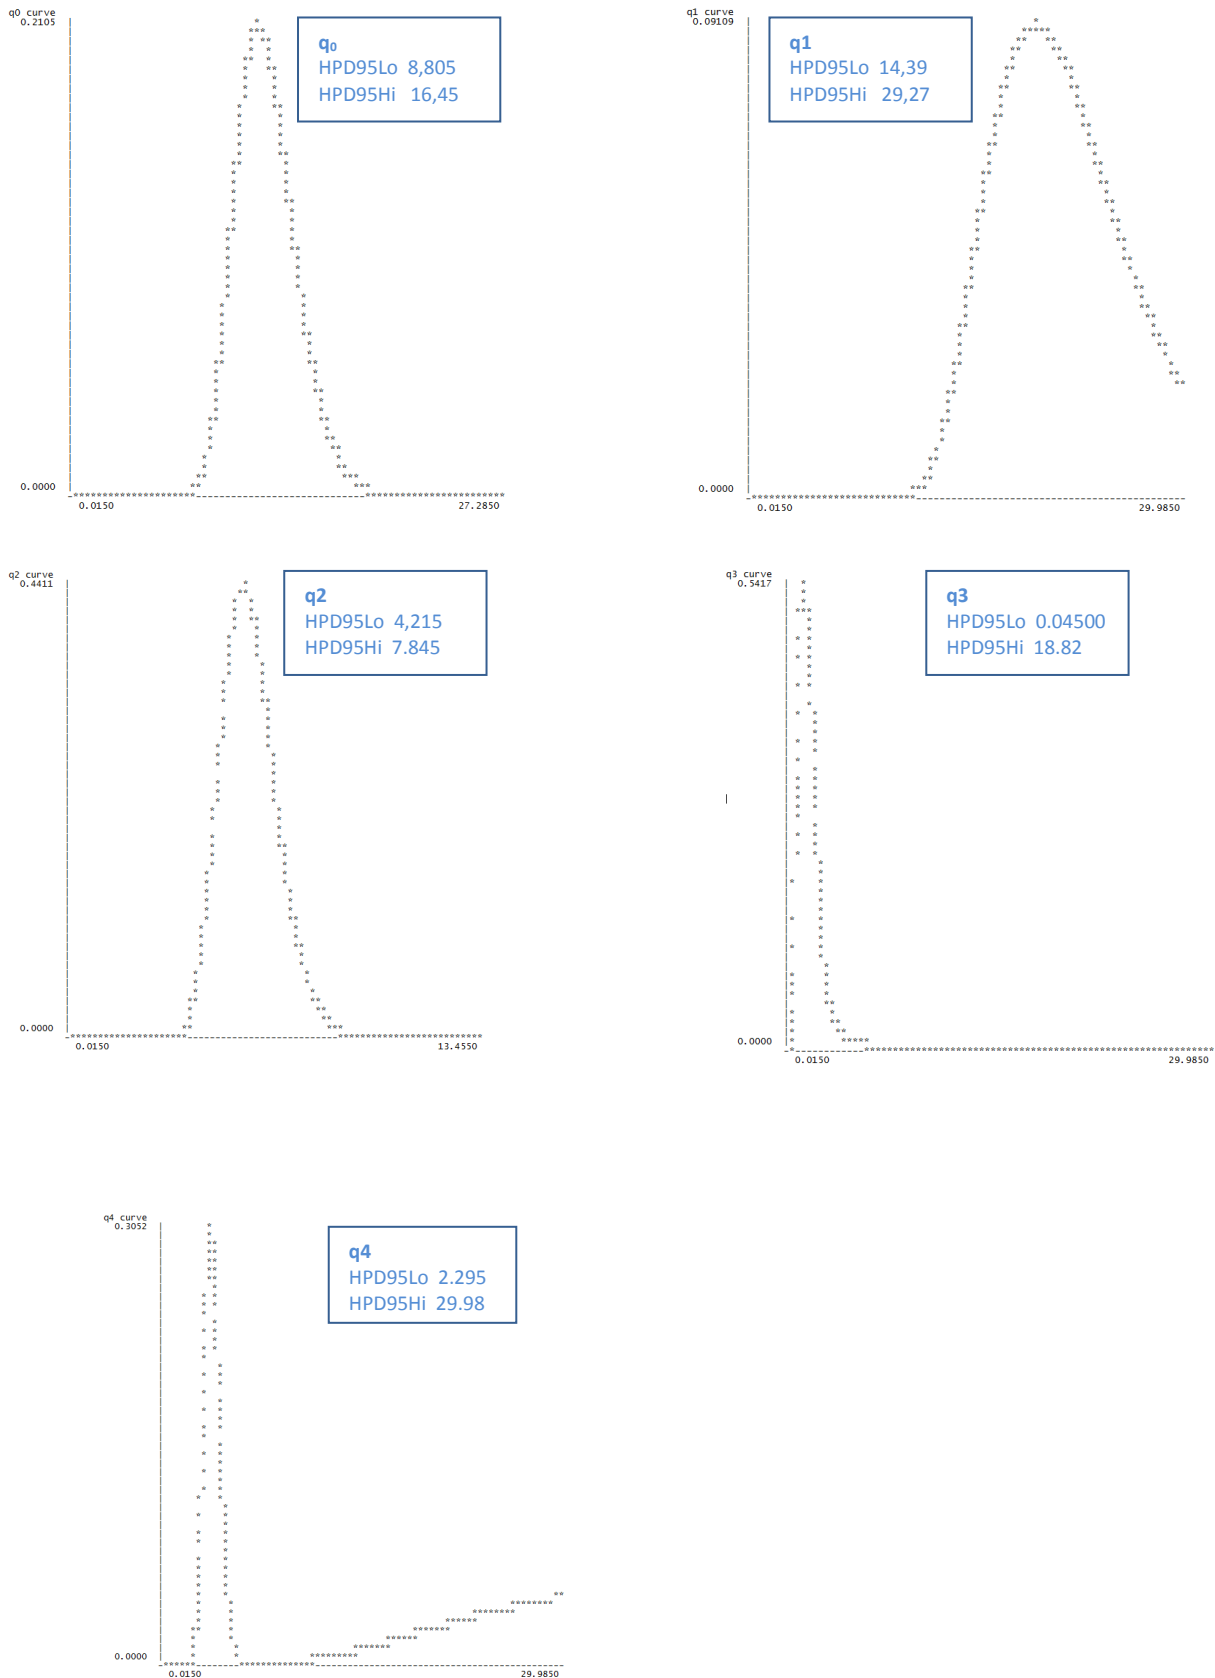 q0 curve
0.2105
q0
HPD95Lo 8,805
HPD95Hi 16,45
0.0000
0.0150
27.2850
q1 curve
0.09109
q1
HPD95Lo 14,39
HPD95Hi 29,27
0.0000
0.0150
29.9850
q2 curve
0.4411
q2
HPD95Lo 4,215
HPD95Hi 7.845
0.0000
0.0150
13.4550
q3 curve
0.5417
q3
HPD95Lo 0.04500
HPD95Hi 18.82
0.0000
0.0150
29.9850
q4 curve
0.3052
q4
HPD95Lo 2.295
HPD95Hi 29.98
0.0000
0.0150
29.9850